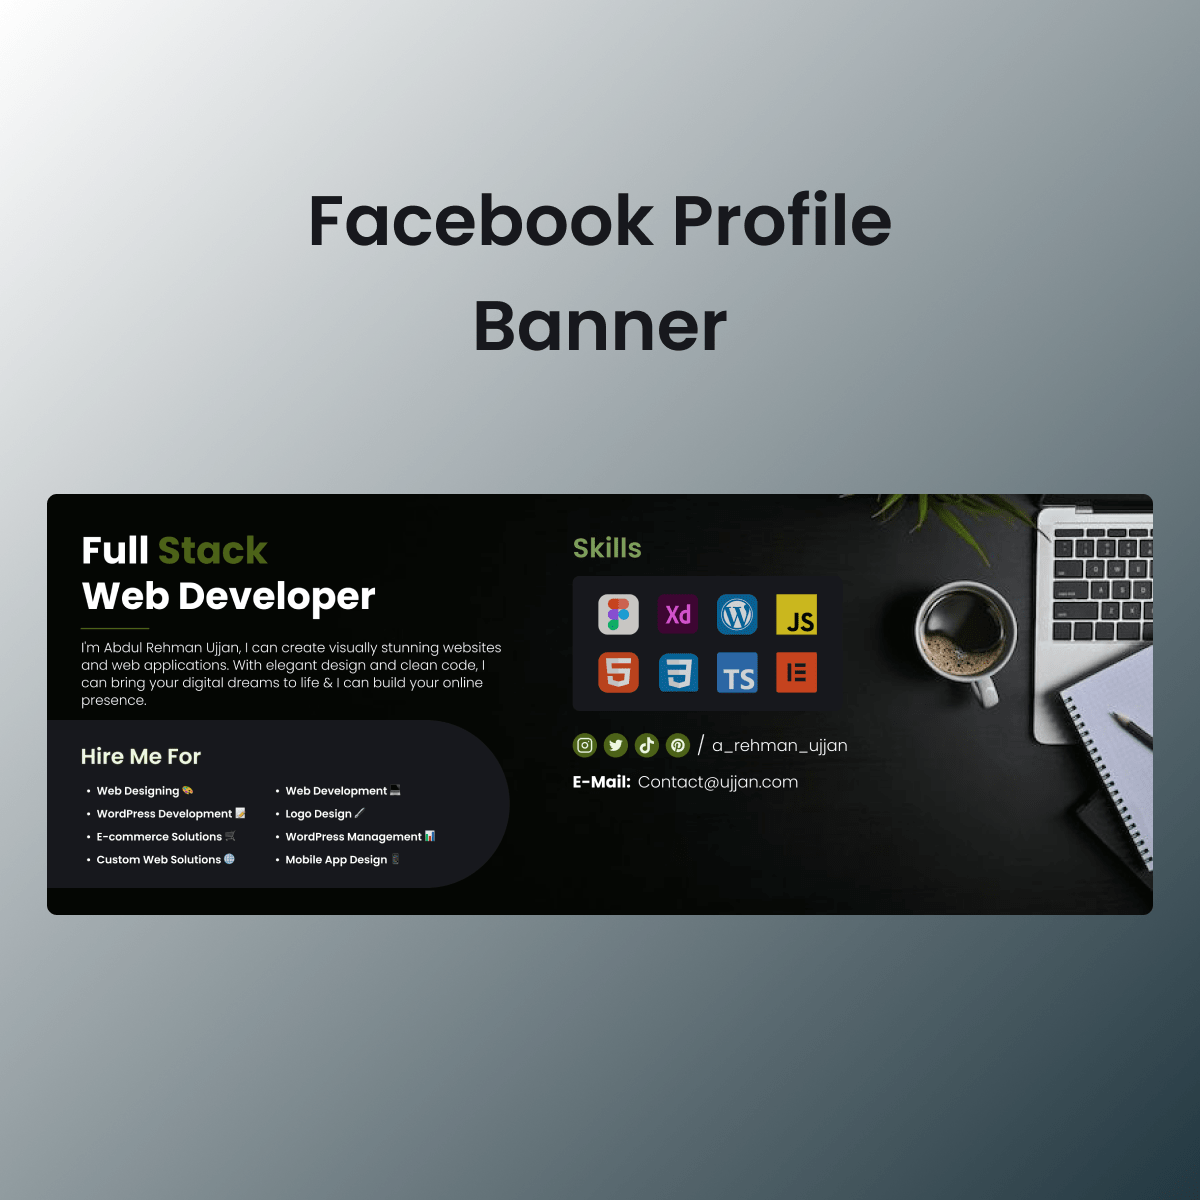 Facebook Profile
Banner
Full Stack
Web Developer
I'm Abdul Rehman Ujjan, I can create visually stunning websites
and web applications. With elegant design and clean code, I
can bring your digital dreams to life & I can build your online
presence.
Hire Me For
• Web Designing 🎨
• WordPress Development 📝
• E-commerce Solutions 🛒
• Custom Web Solutions 🌐
• Web Development 💻
• Logo Design 🖌
• WordPress Management 📊
• Mobile App Design 📱
Skills
Xd
JS
5
3
TS
/ a_rehman_ujjan
E-Mail: Contact@ujjan.com